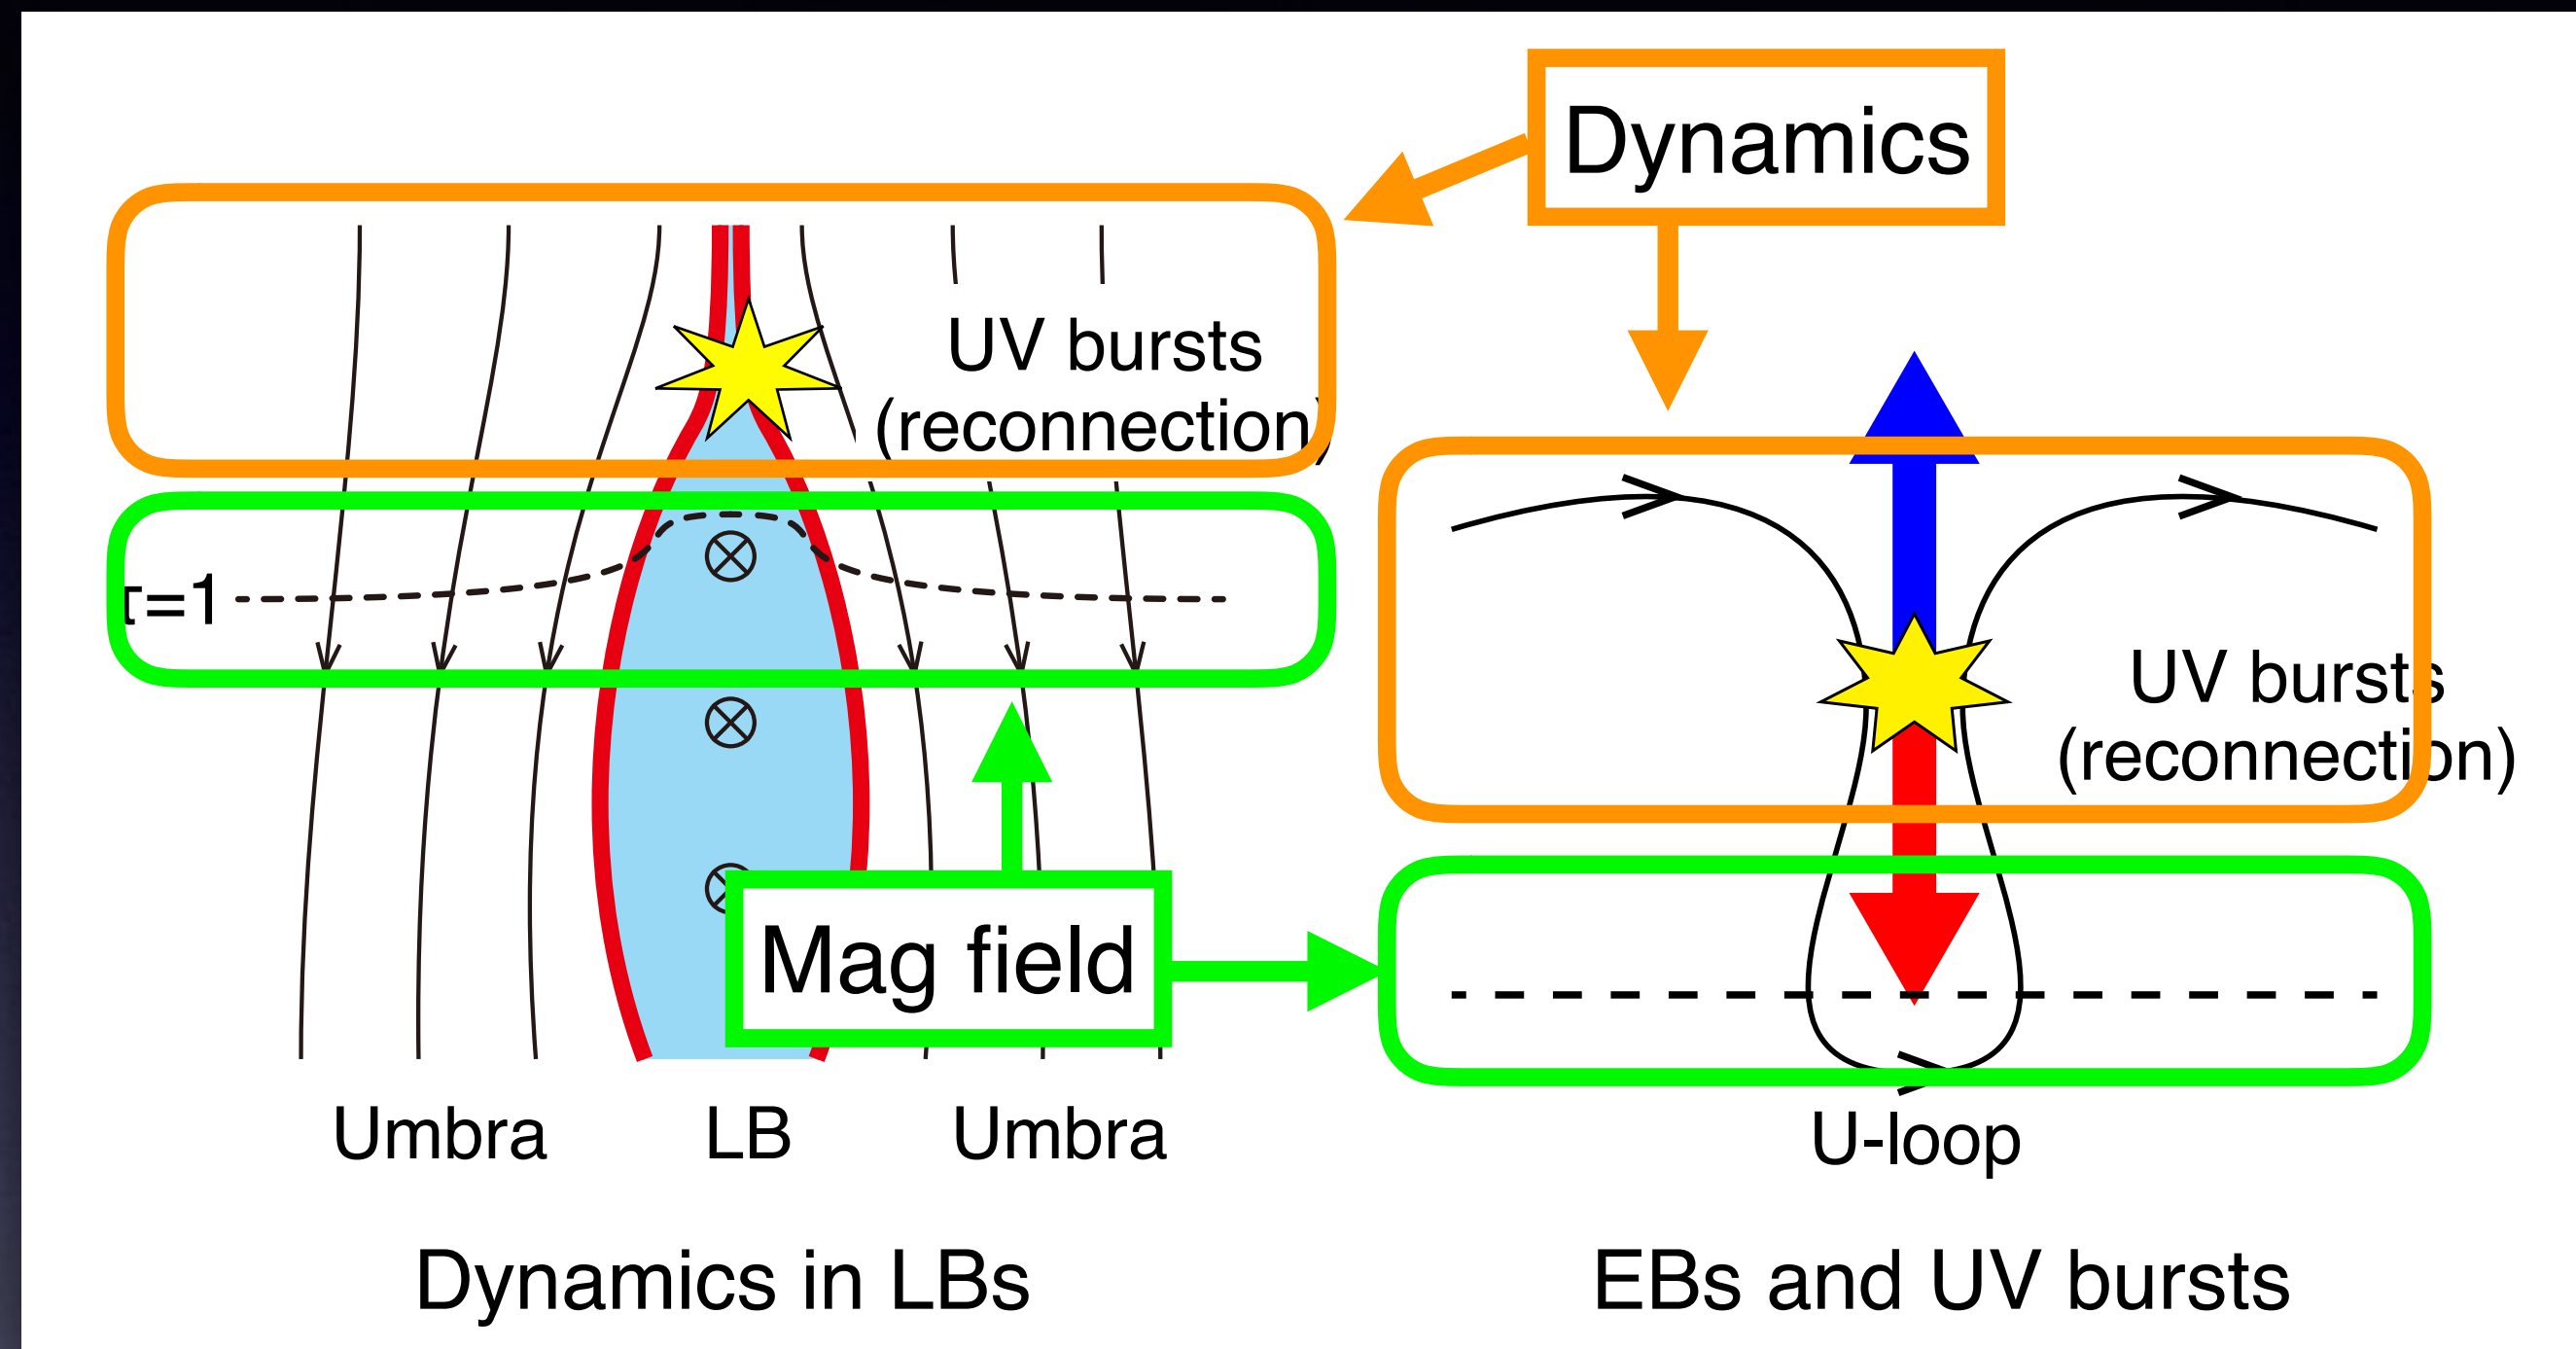 Dynamics
UV bursts
(reconnection)
τ=1
UV bursts
(reconnection)
Mag field
Umbra
LB
Umbra
U-loop
Dynamics in LBs
EBs and UV bursts